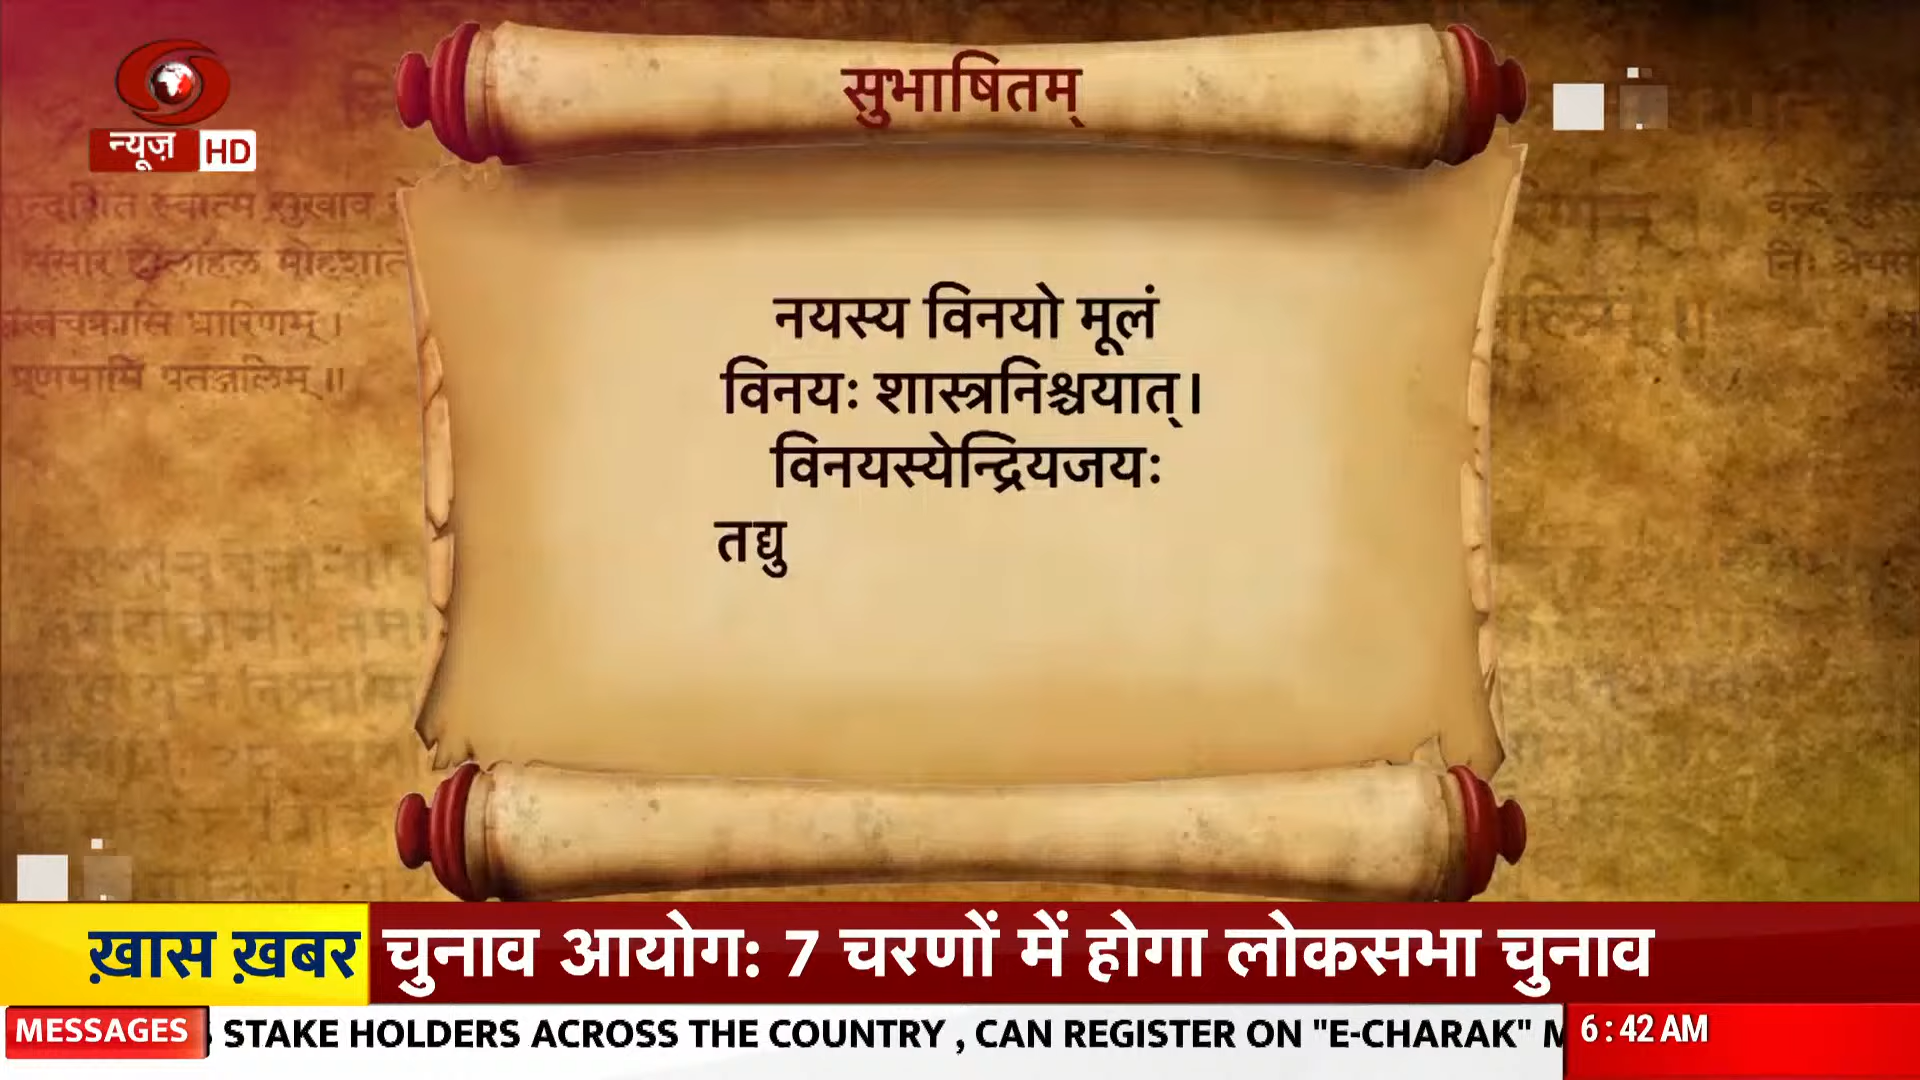 न्यूज़ HD
सुभाषितम्
नयस्य विनयो मूलं
विनयः शास्त्रनिश्चयात्।
विनयस्येन्द्रियजयः
तद्यु
धारिणम् ।
ख़ास ख़बर चुनाव आयोग: 7 चरणों में होगा लोकसभा चुनाव
MESSAGES STAKE HOLDERS ACROSS THE COUNTRY , CAN REGISTER ON "E-CHARAK" 6 : 42 AM